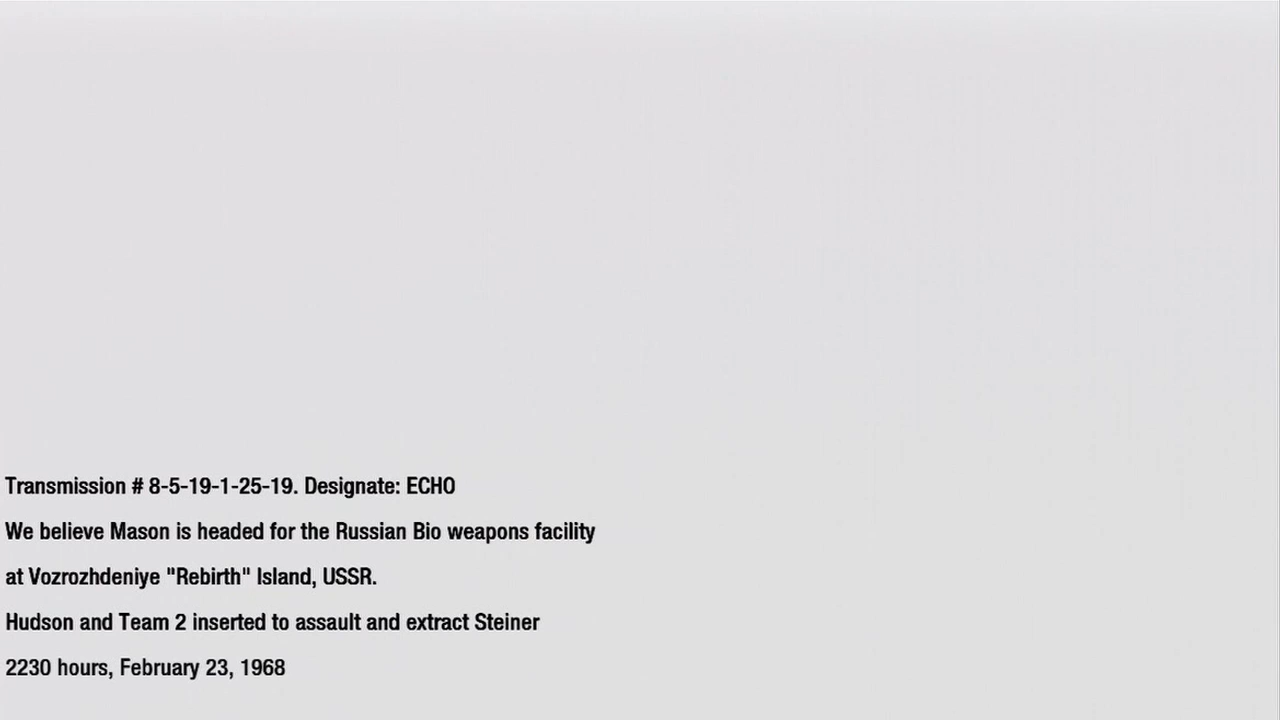 Transmission # 8-5-19-1-25-19. Designate: ECHO
We believe Mason is headed for the Russian Bio weapons facility
at Vozrozhdeniye "Rebirth" Island, USSR.
Hudson and Team 2 inserted to assault and extract Steiner
2230 hours, February 23, 1968